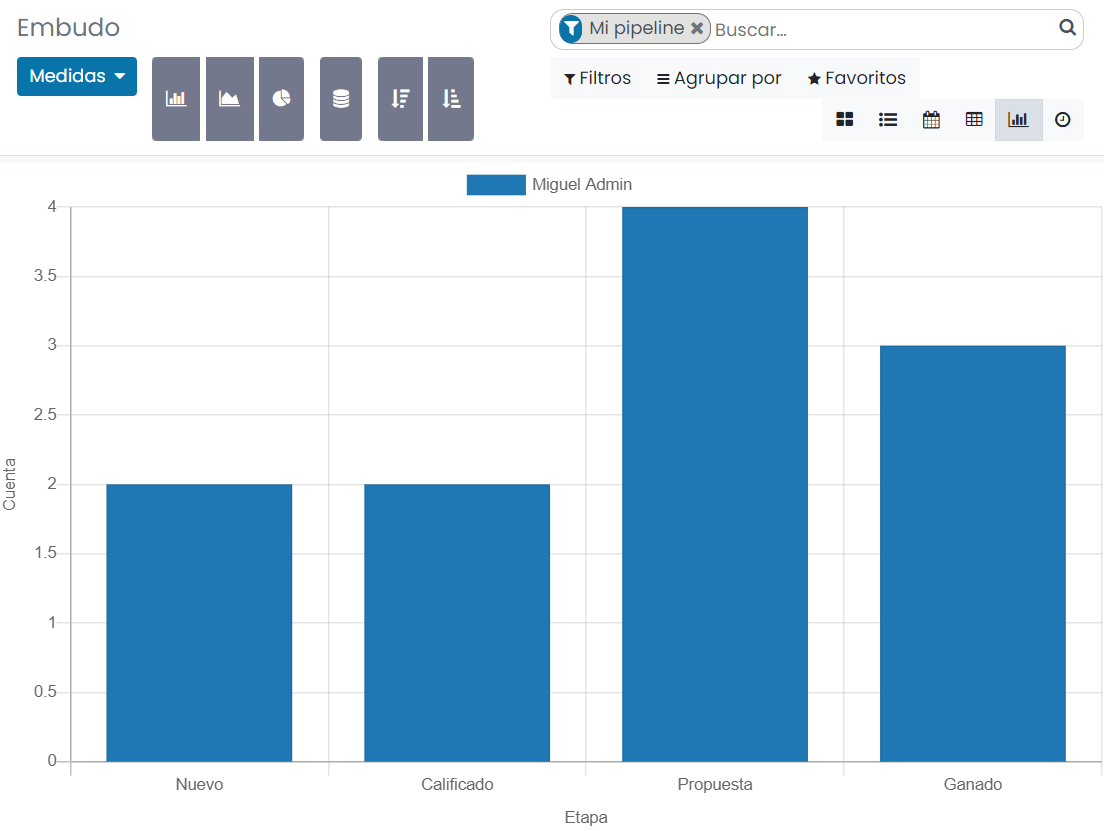 Embudo
Mi pipeline Buscar...
Medidas
Filtros Agrupar por Favoritos
Miguel Admin
4
3.5
3
2.5
2
1.5
1
0.5
0
Cuenta
Nuevo Calificado Propuesta Ganado
Etapa